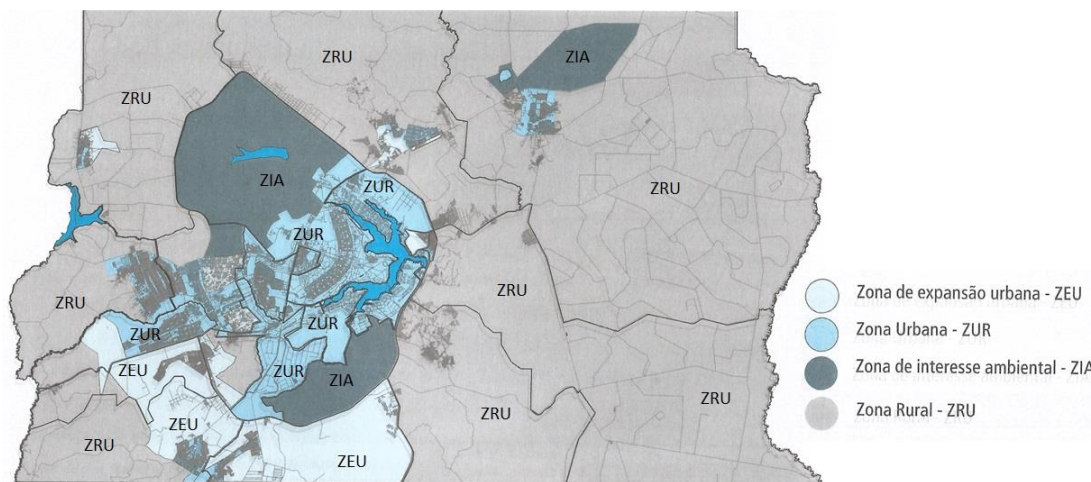 ZRU
ZIA
ZRU
ZIA
ZUR
ZRU
ZUR
ZRU
ZRU
ZUR
ZUR
ZEU
ZUR
ZIA
ZRU
ZEU
ZRU
ZRU
ZEU
Zona de expansão urbana - ZEU
Zona Urbana - ZUR
Zona de interesse ambiental - ZIA
Zona Rural - ZRU